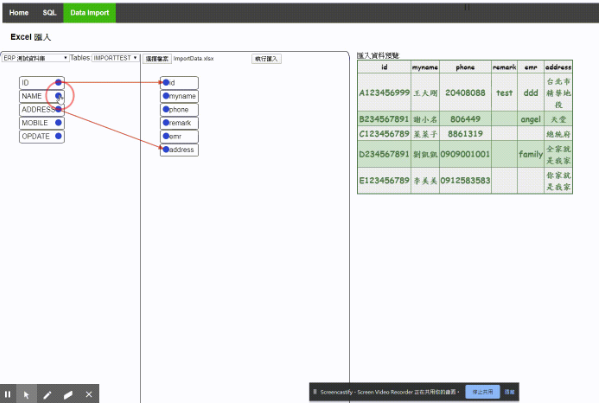 Home SQL Data Import
Excel 匯入
ERP 測試資料庫 Tables: IMPORTTEST 選擇檔案 ImportData.xlsx 執行匯入
ID
NAME
ADDRESS
MOBILE
OPDATE
id
myname
phone
remark
emr
address
匯入資料預覽
id myname phone remark emr address
A123456999 王大明 20408088 test ddd 台北市
精華地
段
B234567891 謝小名 806449 angel 天堂
C123456789 星星子 8861319 總統府
D234567891 劉凱凱 0909001001 family 全家就
是我家
E123456789 李美美 0912583583 你家就
是我家
Screencastify - Screen Video Recorder 正在共用你的畫面。 停止共用 隱藏